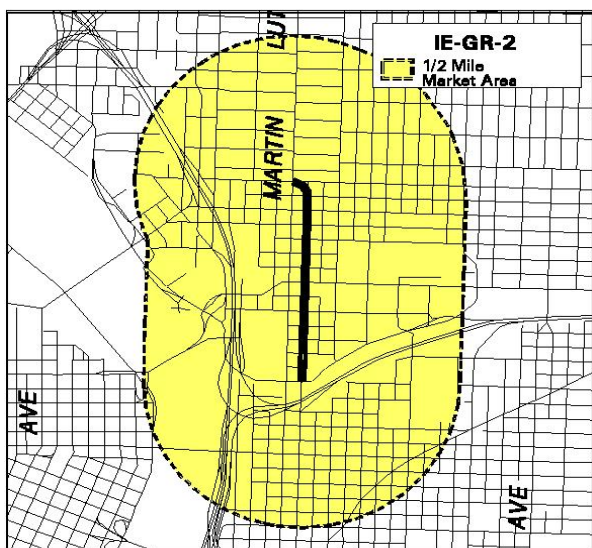 IE-GR-2
1/2 Mile
Market Area
LUT
MARTIN
AVE
AVE